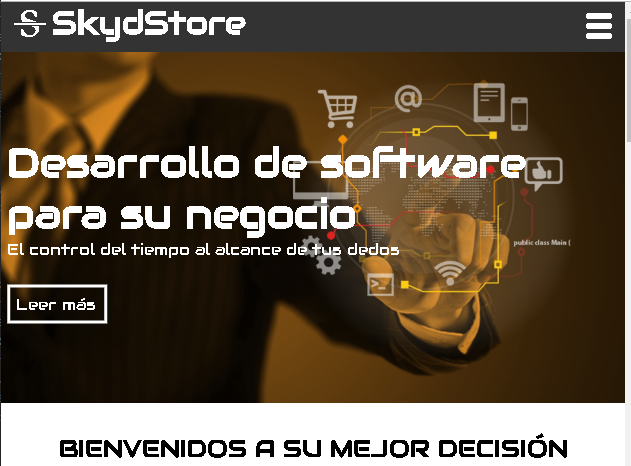 SkydStore
Desarrollo de software
para su negocio
El control del tiempo al alcance de tus dedos
public class Main {
Leer más
BIENVENIDOS A SU MEJOR DECISIÓN